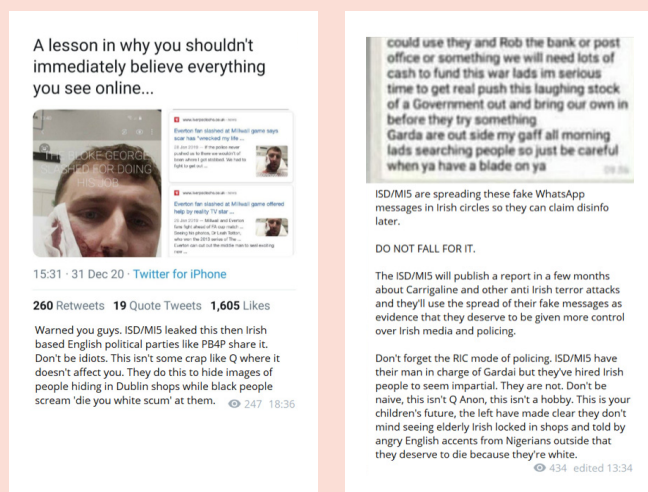 A lesson in why you shouldn't
immediately believe everything
you see online...
THE BLOKE GEORGE
SLASHED FOR DOING
HIS JOB
Everton fan slashed at Millwall game says
scar has "wrecked my life ...
Everton fan slashed at Millwall game offered
help by reality TV star ...
15:31 · 31 Dec 20 · Twitter for iPhone
260 Retweets 19 Quote Tweets 1,605 Likes
Warned you guys. ISD/MI5 leaked this then Irish
based English political parties like PB4P share it.
Don't be idiots. This isn't some crap like Q where it
doesn't affect you. They do this to hide images of
people hiding in Dublin shops while black people
scream 'die you white scum' at them.
247 18:36
could use they and Rob the bank or post
office or something we will need lots of
cash to fund this war lads im serious
time to get real push this laughing stock
of a Government out and bring our own in
before they try something
Garda are out side my gaff all morning
lads searching people so just be careful
when ya have a blade on ya
ISD/MI5 are spreading these fake WhatsApp
messages in Irish circles so they can claim disinfo
later.
DO NOT FALL FOR IT.
The ISD/MI5 will publish a report in a few months
about Carrigaline and other anti Irish terror attacks
and they'll use the spread of their fake messages as
evidence that they deserve to be given more control
over Irish media and policing.
Don't forget the RIC mode of policing. ISD/MI5 have
their man in charge of Gardai but they've hired Irish
people to seem impartial. They are not. Don't be
naive, this isn't Q Anon, this isn't a hobby. This is your
children's future, the left have made clear they don't
mind seeing elderly Irish locked in shops and told by
angry English accents from Nigerians outside that
they deserve to die because they're white.
434 edited 13:34